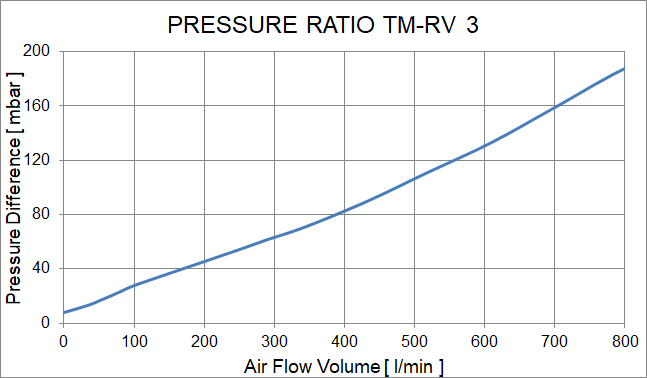 PRESSURE RATIO TM-RV 3
Pressure Difference [ mbar ]
200
160
120
80
40
0
0 100 200 300 400 500 600 700 800
Air Flow Volume [ l/min ]